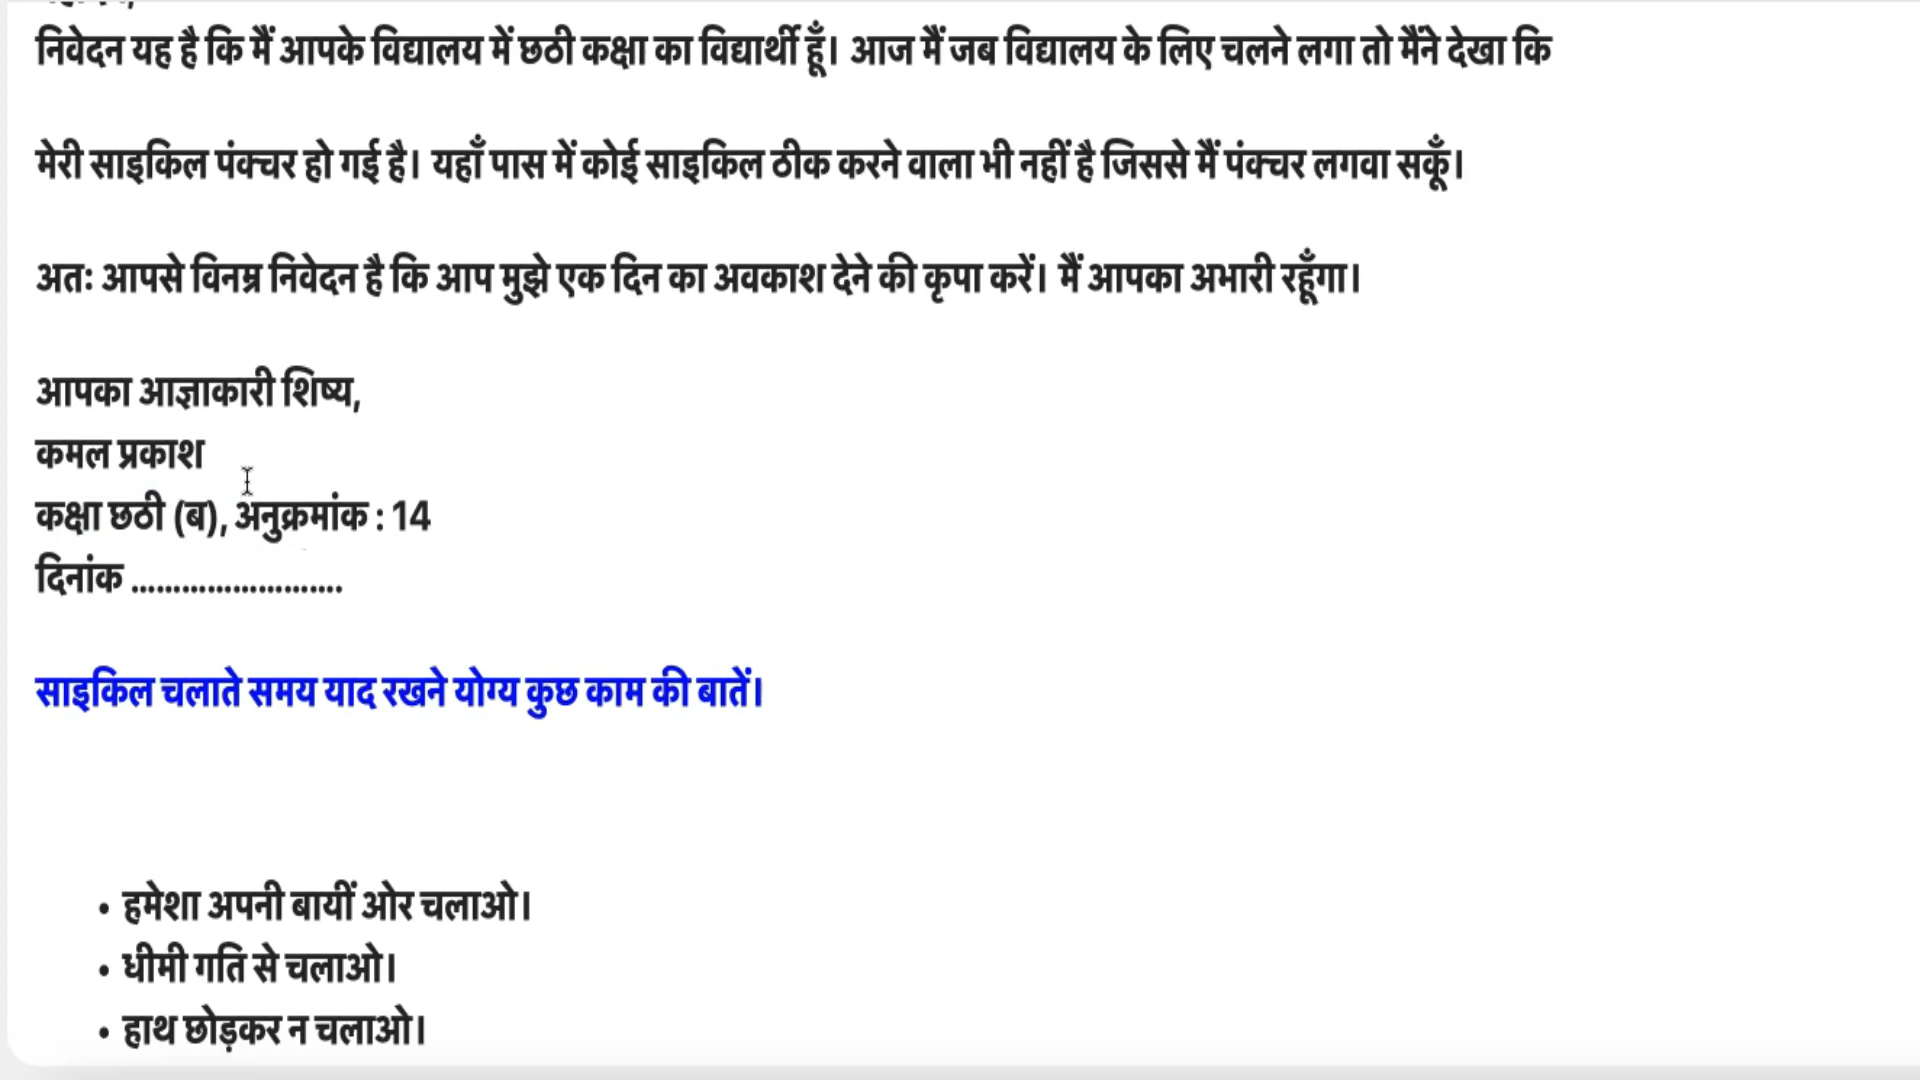 निवेदन यह है कि मैं आपके विद्यालय में छठी कक्षा का विद्यार्थी हूँ। आज मैं जब विद्यालय के लिए चलने लगा तो मैंने देखा कि
मेरी साइकिल पंक्चर हो गई है। यहाँ पास में कोई साइकिल ठीक करने वाला भी नहीं है जिससे मैं पंक्चर लगवा सकूँ।
अतः आपसे विनम्र निवेदन है कि आप मुझे एक दिन का अवकाश देने की कृपा करें। मैं आपका अभारी रहूँगा।
आपका आज्ञाकारी शिष्य,
कमल प्रकाश
कक्षा छठी (ब), अनुक्रमांक : 14
दिनांक .........................
साइकिल चलाते समय याद रखने योग्य कुछ काम की बातें।
• हमेशा अपनी बायीं ओर चलाओ।
• धीमी गति से चलाओ।
• हाथ छोड़कर न चलाओ।